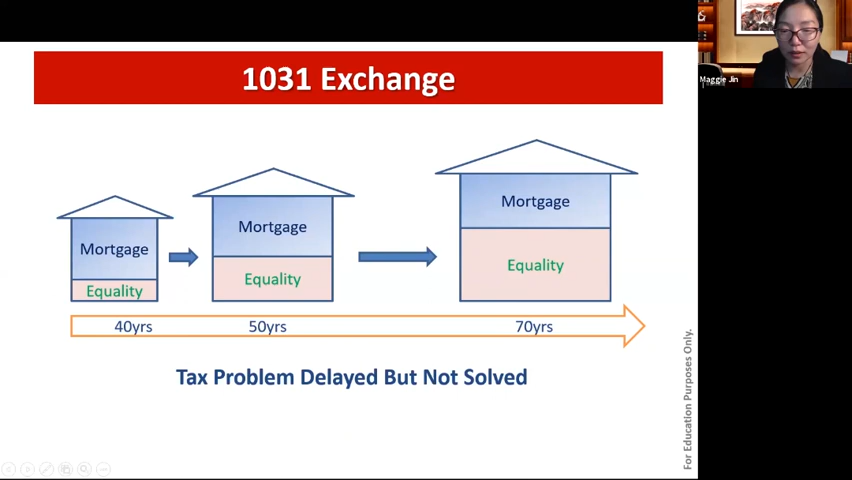 1031 Exchange
Maggie Jin
Mortgage
Equality
Mortgage
Equality
Mortgage
Equality
40yrs
50yrs
70yrs
Tax Problem Delayed But Not Solved
For Education Purposes Only.